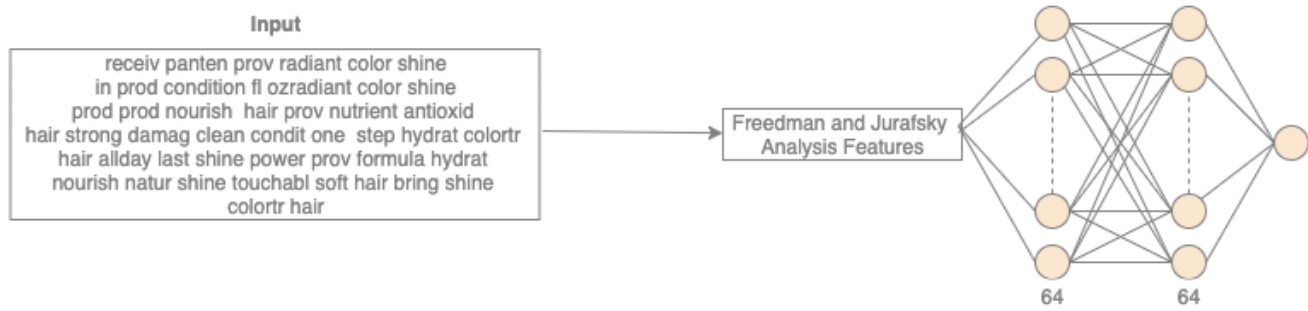 Input
receiv panten prov radiant color shine
in prod condition fl ozradiant color shine
prod prod nourish hair prov nutrient antioxid
hair strong damag clean condit one step hydrat colortr
hair allday last shine power prov formula hydrat
nourish natur shine touchabl soft hair bring shine
colortr hair
Freedman and Jurafsky
Analysis Features
64
64